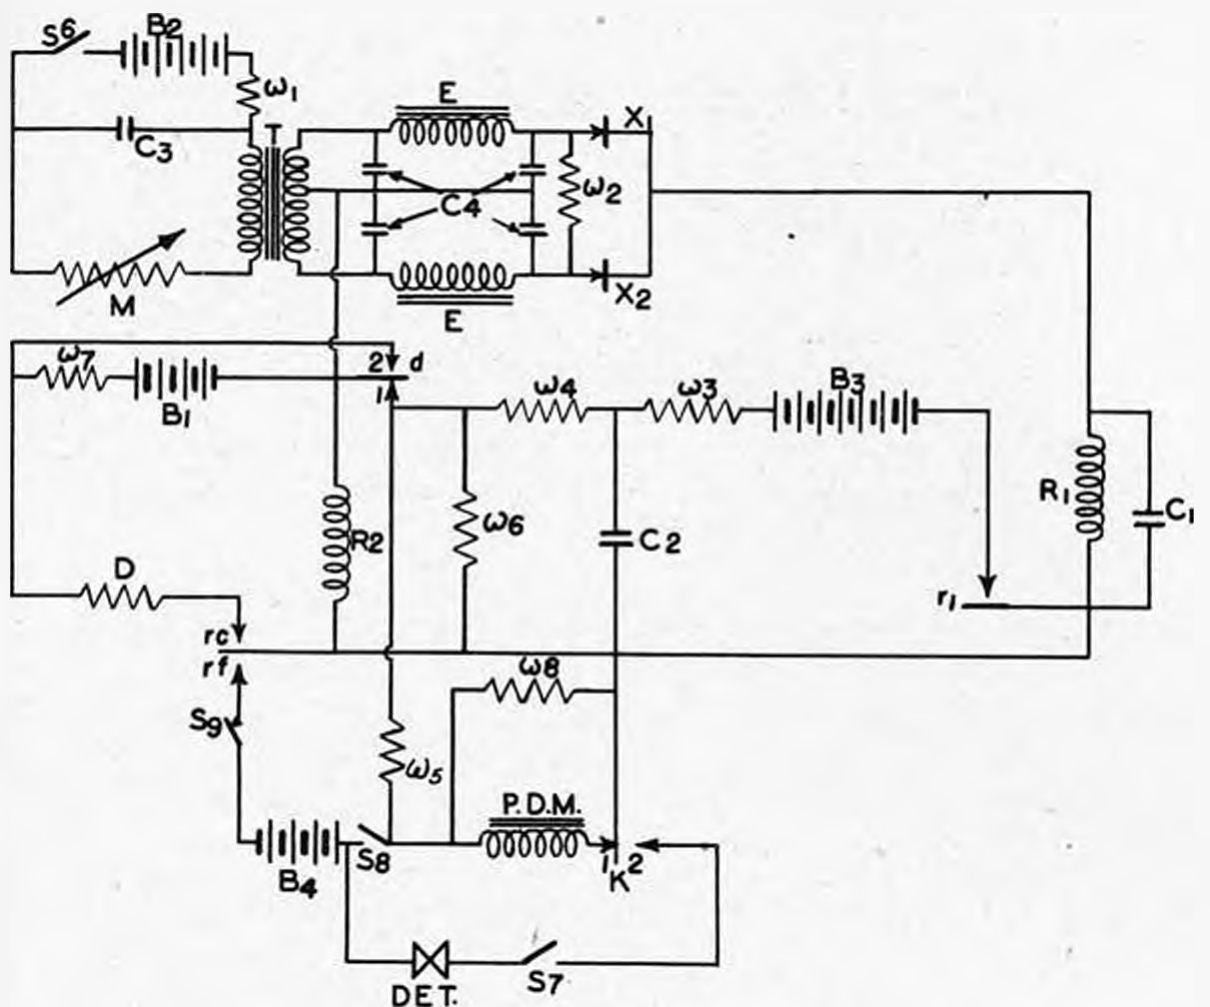 S6
B2
ω1
E
X1
C3
T
C4
ω2
M
E
X2
ω7
2 d
B1
1
ω4
ω3
B3
R1
C1
R2
ω6
C2
D
r1
rc
rf
ω8
S9
ω5
P.D.M.
B4
S8
1 K 2
DET.
S7